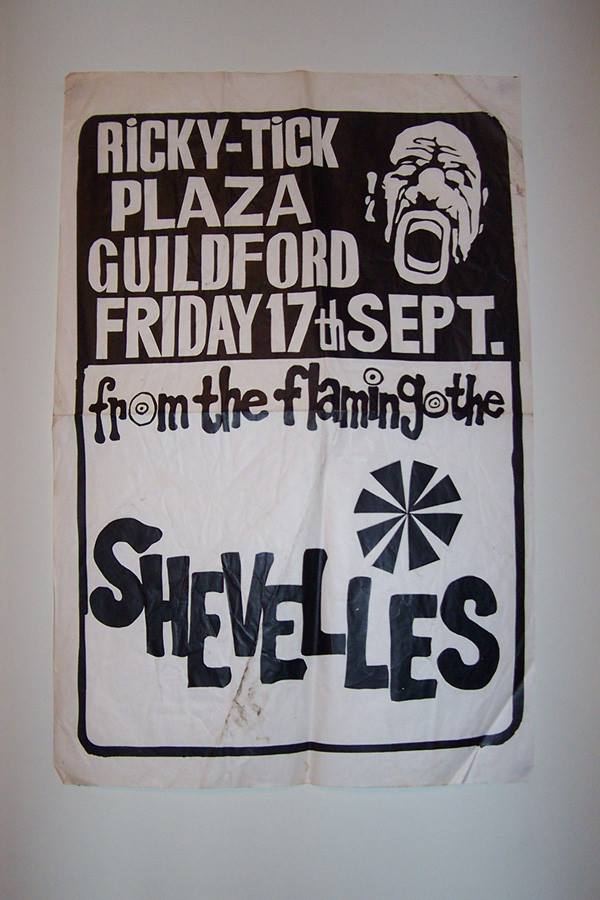 RiCKY-TiCK
PLAZA
GUILDFORD
FRIDAY 17th SEPT.
from the flamingo the
SHEVELLES